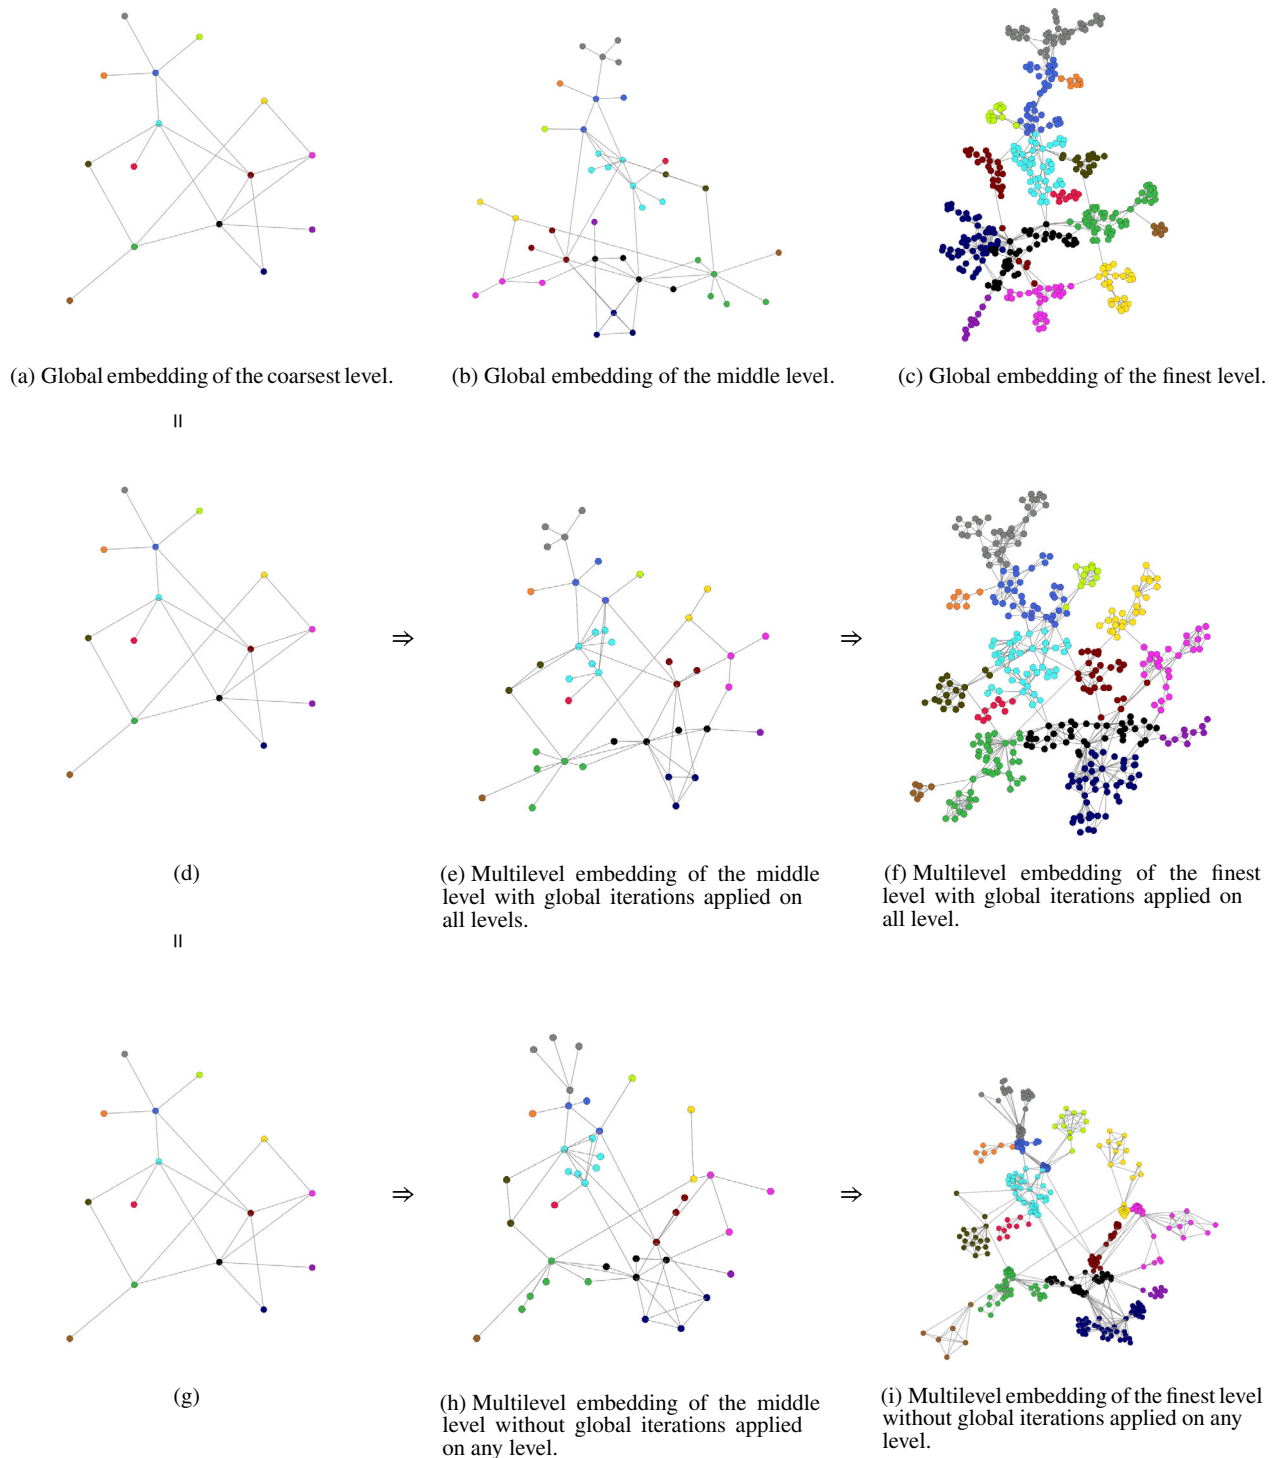 (a) Global embedding of the coarsest level.
(b) Global embedding of the middle level.
(c) Global embedding of the finest level.
=
⇒
⇒
(d)
(e) Multilevel embedding of the middle
level with global iterations applied on
all levels.
(f) Multilevel embedding of the finest
level with global iterations applied on
all level.
=
⇒
⇒
(g)
(h) Multilevel embedding of the middle
level without global iterations applied
on any level.
(i) Multilevel embedding of the finest level
without global iterations applied on any
level.